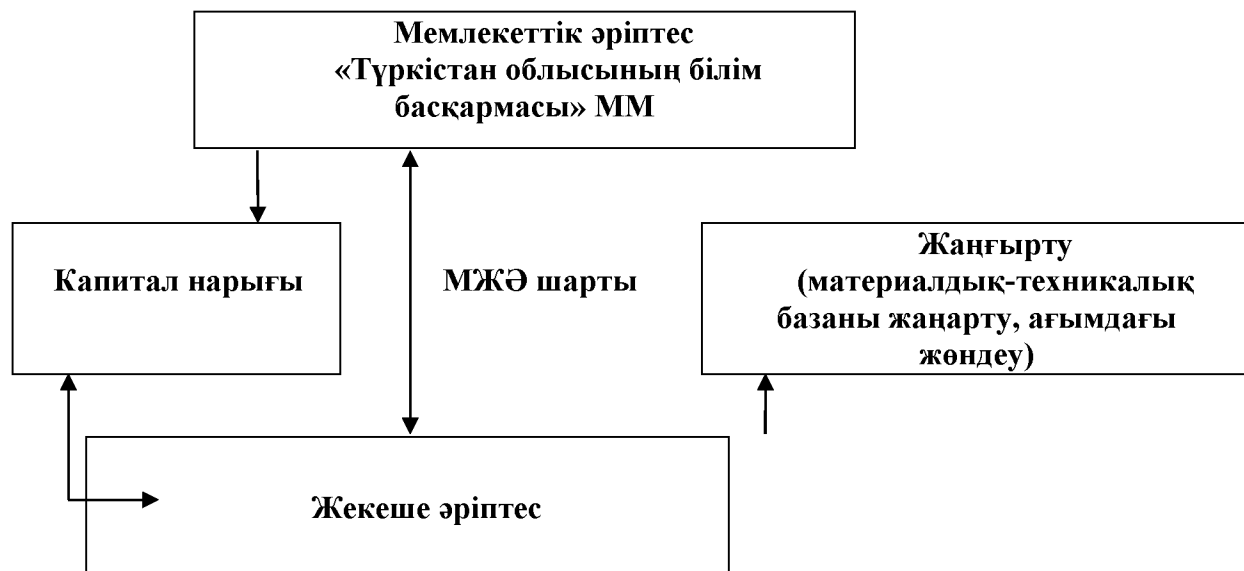 Мемлекеттік әріптес
«Түркістан облысының білім
басқармасы» ММ
Капитал нарығы
МЖӘ шарты
Жаңғырту
(материалдық-техникалық
базаны жаңарту, ағымдағы
жөндеу)
Жекеше әріптес